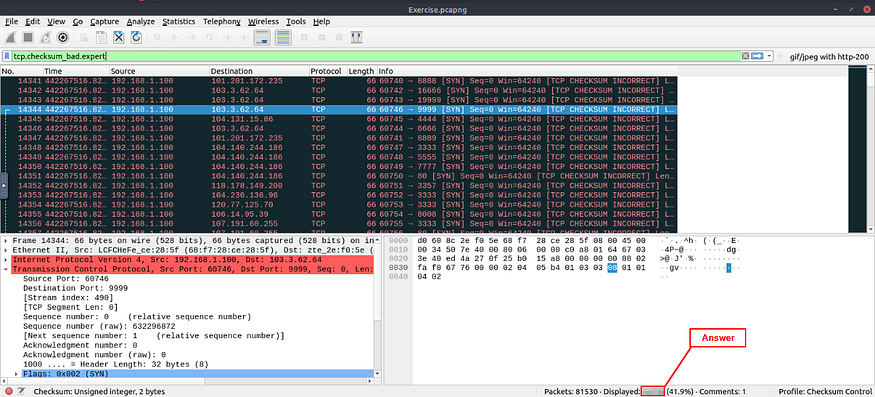 Exercise.pcapng
File Edit View Go Capture Analyze Statistics Telephony Wireless Tools Help
tcp.checksum_bad.expert
gif/jpeg with http-200
No. Time Source Destination Protocol Length Info
14341 442267516.82… 192.168.1.100 101.201.172.235 TCP 66 60740 → 8888 [SYN] Seq=0 Win=64240 [TCP CHECKSUM INCORRECT] L…
14342 442267516.82… 192.168.1.100 103.3.62.64 TCP 66 60742 → 16666 [SYN] Seq=0 Win=64240 [TCP CHECKSUM INCORRECT] …
14343 442267516.82… 192.168.1.100 103.3.62.64 TCP 66 60743 → 19999 [SYN] Seq=0 Win=64240 [TCP CHECKSUM INCORRECT] …
14344 442267516.82… 192.168.1.100 103.3.62.64 TCP 66 60746 → 9999 [SYN] Seq=0 Win=64240 [TCP CHECKSUM INCORRECT] L…
14345 442267516.82… 192.168.1.100 104.131.15.86 TCP 66 60745 → 4444 [SYN] Seq=0 Win=64240 [TCP CHECKSUM INCORRECT] L…
14346 442267516.82… 192.168.1.100 103.3.62.64 TCP 66 60744 → 6666 [SYN] Seq=0 Win=64240 [TCP CHECKSUM INCORRECT] L…
14347 442267516.82… 192.168.1.100 101.201.172.235 TCP 66 60741 → 8889 [SYN] Seq=0 Win=64240 [TCP CHECKSUM INCORRECT] L…
14348 442267516.82… 192.168.1.100 104.140.244.186 TCP 66 60747 → 3333 [SYN] Seq=0 Win=64240 [TCP CHECKSUM INCORRECT] L…
14349 442267516.82… 192.168.1.100 104.140.244.186 TCP 66 60748 → 5555 [SYN] Seq=0 Win=64240 [TCP CHECKSUM INCORRECT] L…
14350 442267516.82… 192.168.1.100 104.140.244.186 TCP 66 60749 → 7777 [SYN] Seq=0 Win=64240 [TCP CHECKSUM INCORRECT] L…
14351 442267516.82… 192.168.1.100 104.140.244.186 TCP 66 60750 → 80 [SYN] Seq=0 Win=64240 [TCP CHECKSUM INCORRECT] Len…
14352 442267516.82… 192.168.1.100 118.178.149.200 TCP 66 60751 → 3357 [SYN] Seq=0 Win=64240 [TCP CHECKSUM INCORRECT] L…
14353 442267516.82… 192.168.1.100 104.236.136.96 TCP 66 60752 → 3333 [SYN] Seq=0 Win=64240 [TCP CHECKSUM INCORRECT] L…
14354 442267516.82… 192.168.1.100 120.77.125.70 TCP 66 60753 → 3333 [SYN] Seq=0 Win=64240 [TCP CHECKSUM INCORRECT] L…
14355 442267516.82… 192.168.1.100 106.14.95.39 TCP 66 60754 → 8008 [SYN] Seq=0 Win=64240 [TCP CHECKSUM INCORRECT] L…
14356 442267516.82… 192.168.1.100 107.191.60.255 TCP 66 60755 → 3333 [SYN] Seq=0 Win=64240 [TCP CHECKSUM INCORRECT] L…
Frame 14344: 66 bytes on wire (528 bits), 66 bytes captured (528 bits) on in
Ethernet II, Src: LCFCHeFe_ce:28:5f (68:f7:28:ce:28:5f), Dst: zte_2e:f0:5e (
Internet Protocol Version 4, Src: 192.168.1.100, Dst: 103.3.62.64
Transmission Control Protocol, Src Port: 60746, Dst Port: 9999, Seq: 0, Len:
Source Port: 60746
Destination Port: 9999
[Stream index: 490]
[TCP Segment Len: 0]
Sequence number: 0 (relative sequence number)
Sequence number (raw): 632296872
[Next sequence number: 1 (relative sequence number)]
Acknowledgment number: 0
Acknowledgment number (raw): 0
1000 .... = Header Length: 32 bytes (8)
Flags: 0x002 (SYN)
0000 d0 60 8c 2e f0 5e 68 f7 28 ce 28 5f 08 00 45 00
0010 00 34 50 7e 40 00 80 06 00 00 c0 a8 01 64 67 03
0020 3e 40 ed 4a 27 0f 25 b0 15 a8 00 00 00 00 80 02
0030 fa f0 67 76 00 00 02 04 05 b4 01 03 03 08 01 01
0040 04 02
Answer
Checksum: Unsigned integer, 2 bytes
Packets: 81530 · Displayed: (41.9%) · Comments: 1
Profile: Checksum Control